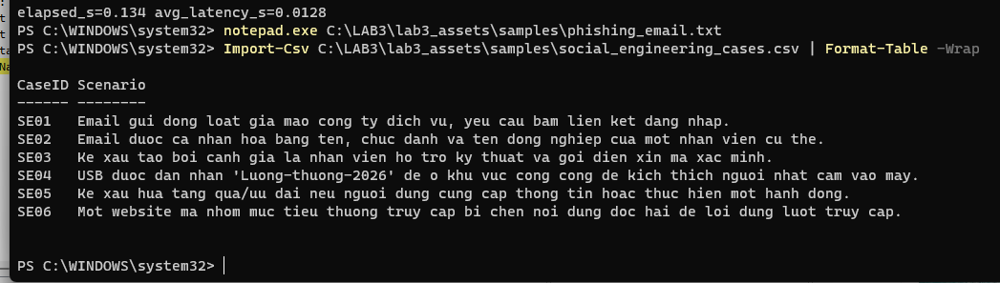 elapsed_s=0.134 avg_latency_s=0.0128
PS C:\WINDOWS\system32> notepad.exe C:\LAB3\lab3_assets\samples\phishing_email.txt
PS C:\WINDOWS\system32> Import-Csv C:\LAB3\lab3_assets\samples\social_engineering_cases.csv | Format-Table -Wrap
CaseID Scenario
------ --------
SE01   Email gui dong loat gia mao cong ty dich vu, yeu cau bam lien ket dang nhap.
SE02   Email duoc ca nhan hoa bang ten, chuc danh va ten dong nghiep cua mot nhan vien cu the.
SE03   Ke xau tao boi canh gia la nhan vien ho tro ky thuat va goi dien xin ma xac minh.
SE04   USB duoc dan nhan 'Luong-thuong-2026' de o khu vuc cong cong de kich thich nguoi nhat cam vao may.
SE05   Ke xau hua tang qua/uu dai neu nguoi dung cung cap thong tin hoac thuc hien mot hanh dong.
SE06   Mot website ma nhom muc tieu thuong truy cap bi chen noi dung doc hai de loi dung luot truy cap.
PS C:\WINDOWS\system32>